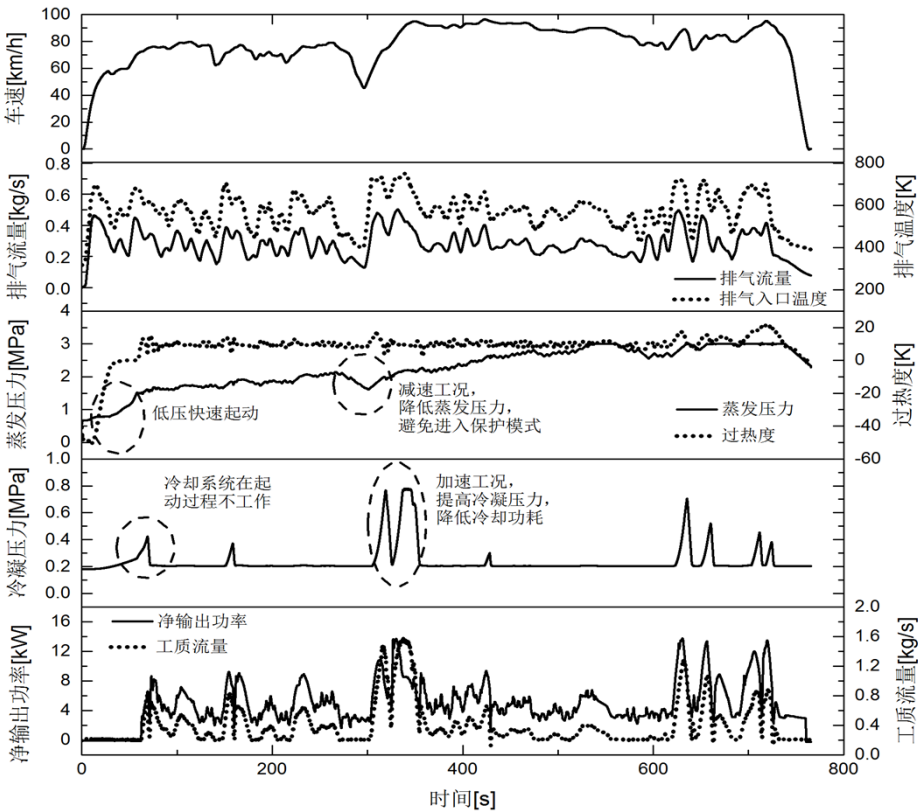 100
80
60
40
20
0
车速[km/h]
0.8
0.6
0.4
0.2
0.0
排气流量[kg/s]
800
600
400
200
排气温度[K]
排气流量
排气入口温度
4
3
2
1
0
蒸发压力[MPa]
20
0
-20
-40
-60
过热度[K]
低压快速起动
减速工况,
降低蒸发压力,
避免进入保护模式
蒸发压力
过热度
1.0
0.8
0.6
0.4
0.2
0.0
冷凝压力[MPa]
冷却系统在起
动过程不工作
加速工况,
提高冷凝压力,
降低冷却功耗
16
12
8
4
0
净输出功率[kW]
2.0
1.6
1.2
0.8
0.4
0.0
工质流量[kg/s]
净输出功率
工质流量
0
200
400
600
800
时间[s]